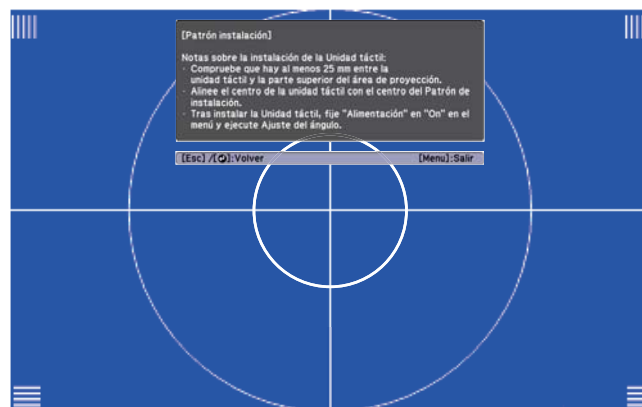 [Patrón instalación]
Notas sobre la instalación de la Unidad táctil:
· Compruebe que hay al menos 25 mm entre la
unidad táctil y la parte superior del área de proyección.
· Alinee el centro de la unidad táctil con el centro del Patrón de
instalación.
· Tras instalar la Unidad táctil, fije "Alimentación" en "On" en el
menú y ejecute Ajuste del ángulo.
[Esc] /[⮌]:Volver [Menu]:Salir